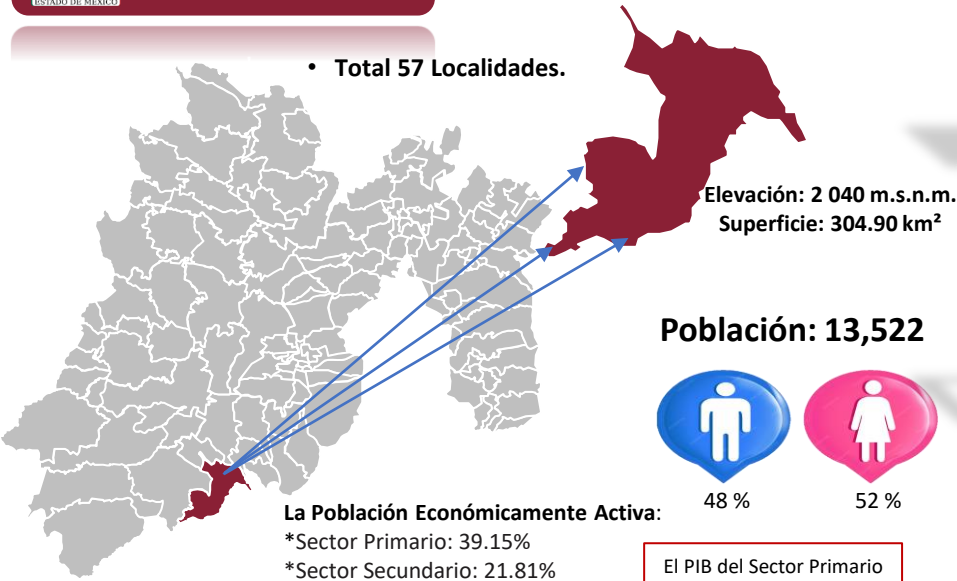 ESTADO DE MÉXICO
• Total 57 Localidades.
Elevación: 2 040 m.s.n.m.
Superficie: 304.90 km²
Población: 13,522
48 %
52 %
La Población Económicamente Activa:
*Sector Primario: 39.15%
*Sector Secundario: 21.81%
El PIB del Sector Primario